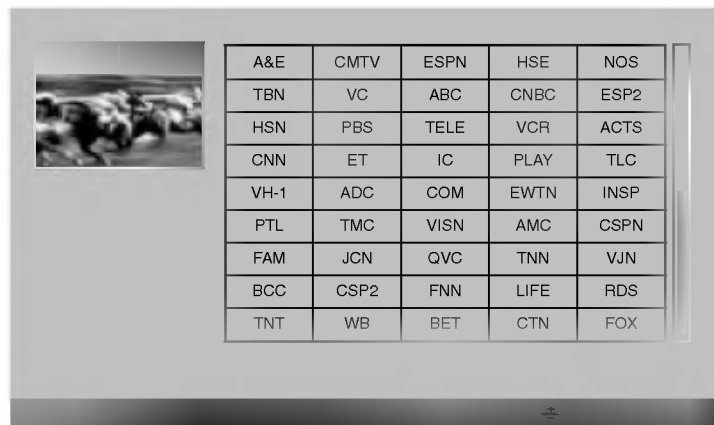 A&E CMTV ESPN HSE NOS
TBN VC ABC CNBC ESP2
HSN PBS TELE VCR ACTS
CNN ET IC PLAY TLC
VH-1 ADC COM EWTN INSP
PTL TMC VISN AMC CSPN
FAM JCN QVC TNN VJN
BCC CSP2 FNN LIFE RDS
TNT WB BET CTN FOX